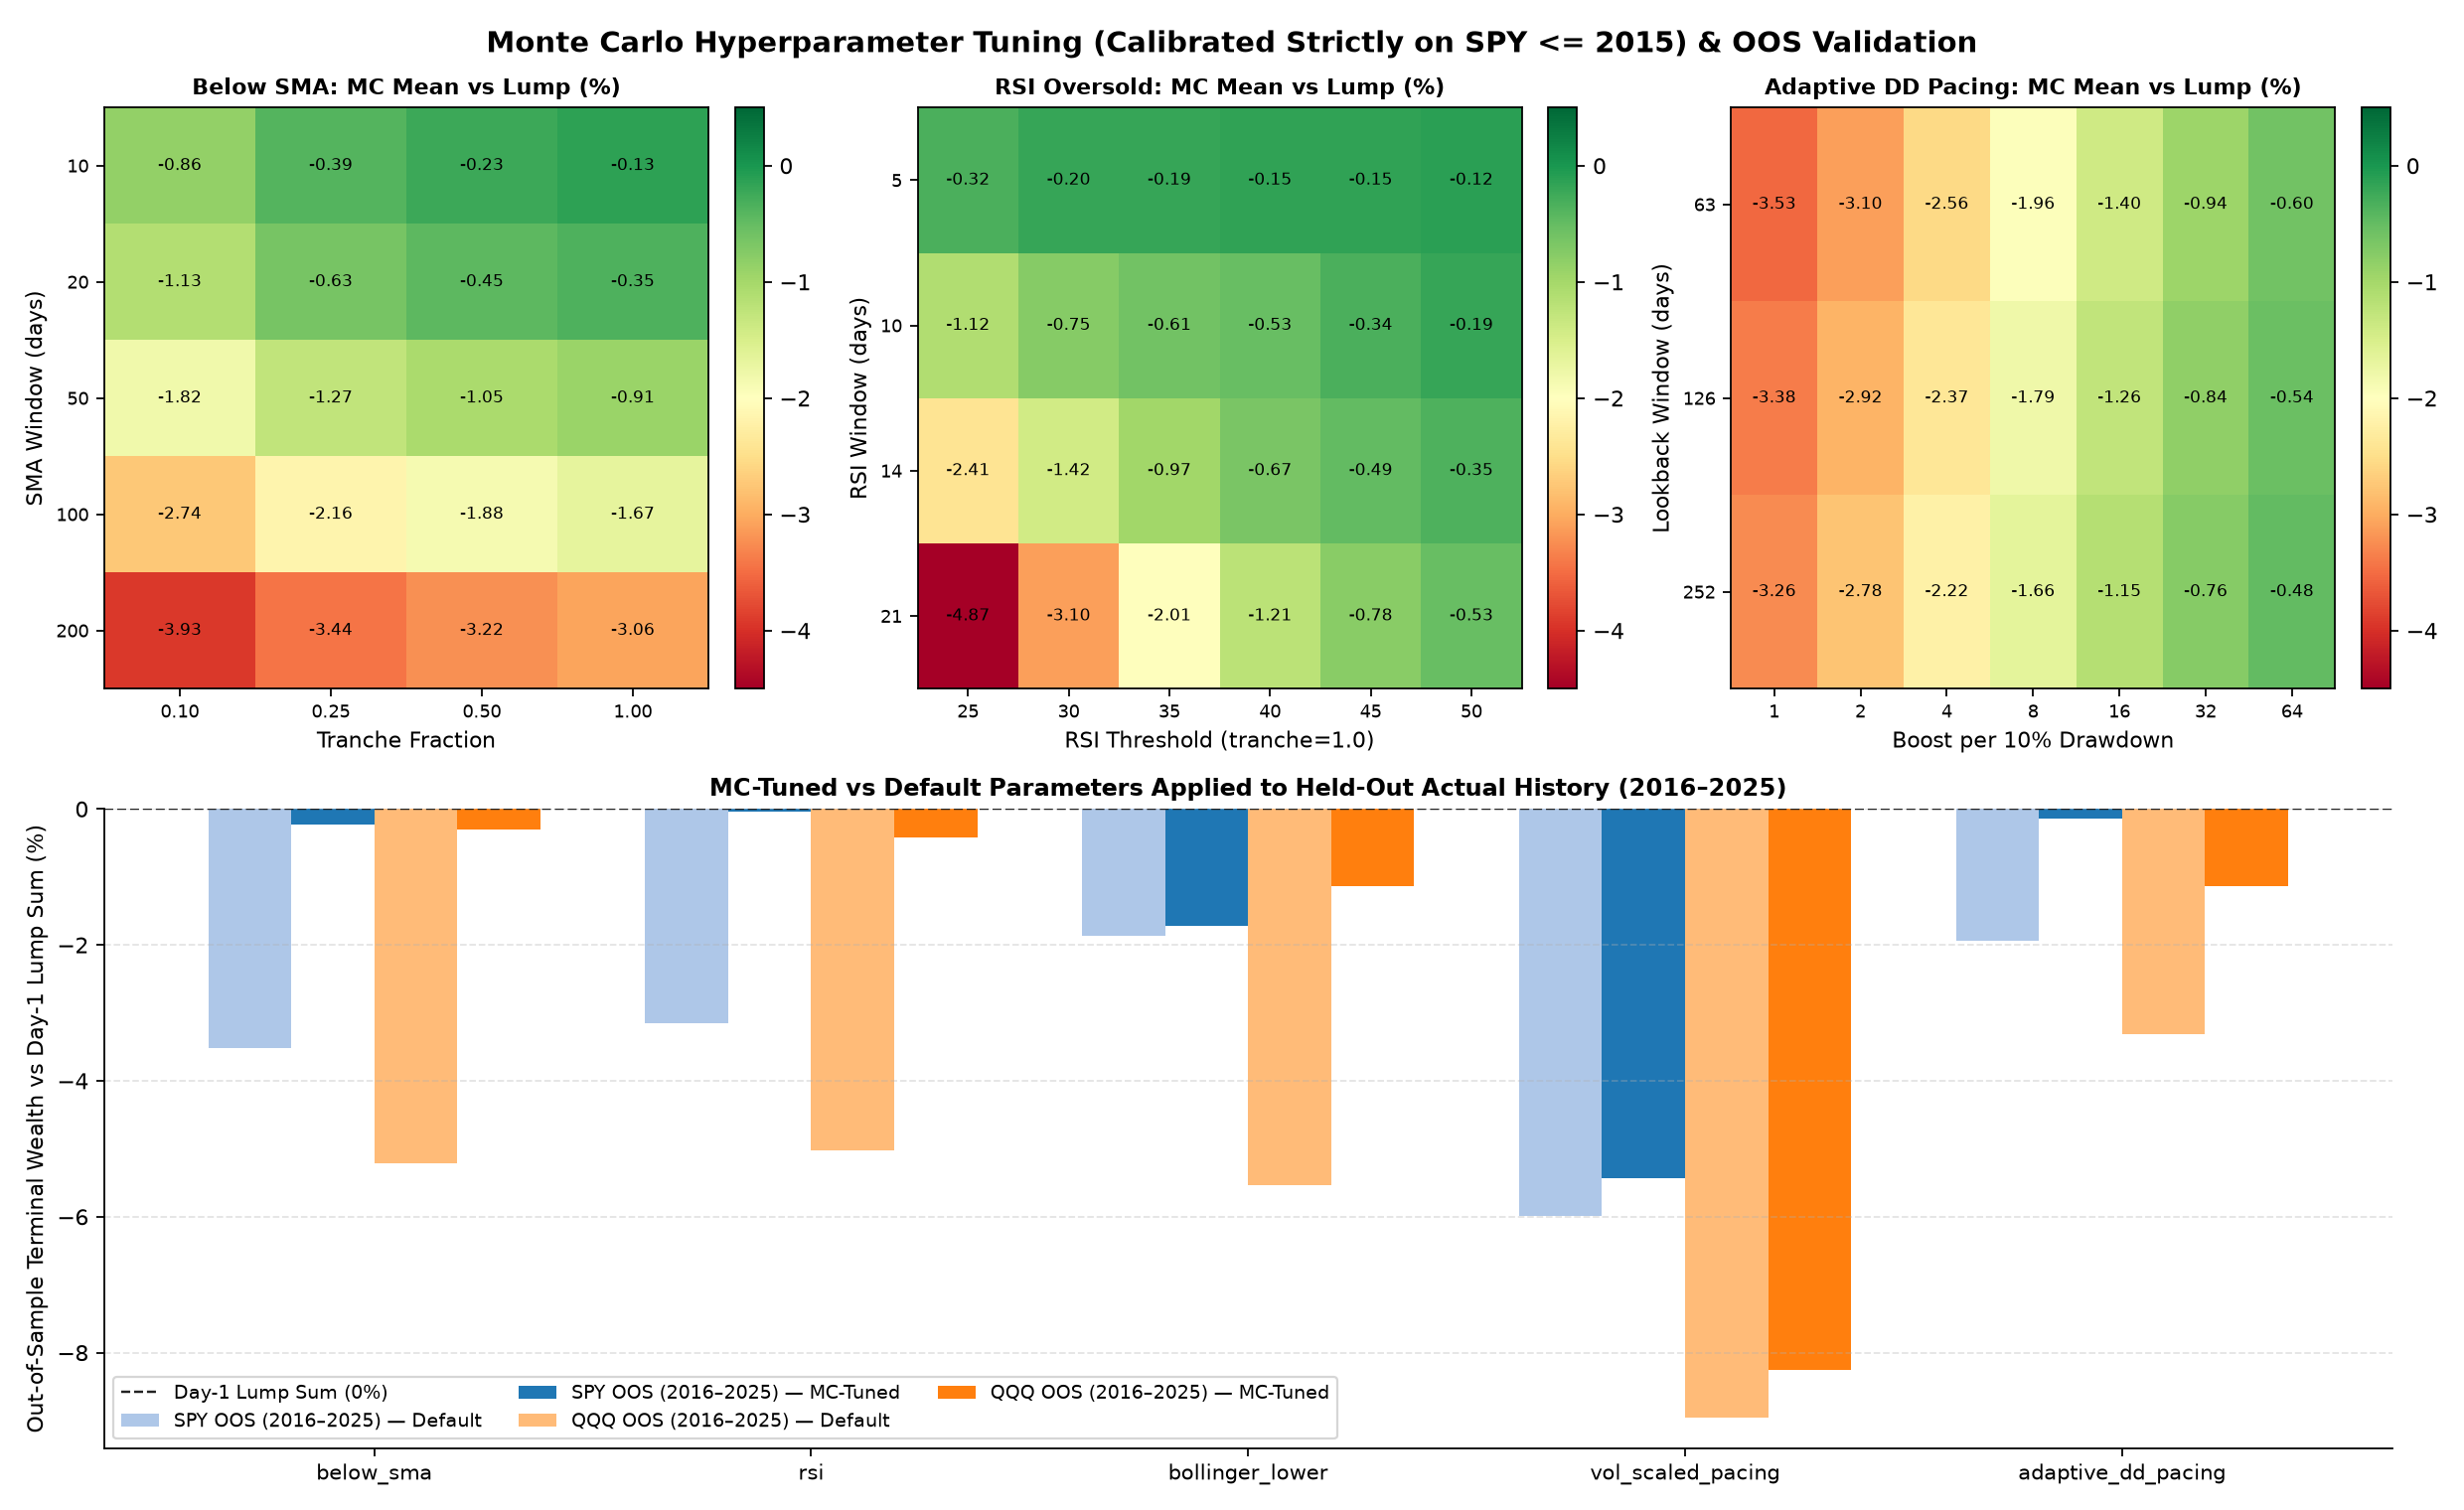 Monte Carlo Hyperparameter Tuning (Calibrated Strictly on SPY <= 2015) & OOS Validation
Below SMA: MC Mean vs Lump (%)
SMA Window (days)
10
20
50
100
200
-0.86 -0.39 -0.23 -0.13
-1.13 -0.63 -0.45 -0.35
-1.82 -1.27 -1.05 -0.91
-2.74 -2.16 -1.88 -1.67
-3.93 -3.44 -3.22 -3.06
0.10 0.25 0.50 1.00
Tranche Fraction
0
−1
−2
−3
−4
RSI Oversold: MC Mean vs Lump (%)
RSI Window (days)
5
10
14
21
-0.32 -0.20 -0.19 -0.15 -0.15 -0.12
-1.12 -0.75 -0.61 -0.53 -0.34 -0.19
-2.41 -1.42 -0.97 -0.67 -0.49 -0.35
-4.87 -3.10 -2.01 -1.21 -0.78 -0.53
25 30 35 40 45 50
RSI Threshold (tranche=1.0)
0
−1
−2
−3
−4
Adaptive DD Pacing: MC Mean vs Lump (%)
Lookback Window (days)
63
126
252
-3.53 -3.10 -2.56 -1.96 -1.40 -0.94 -0.60
-3.38 -2.92 -2.37 -1.79 -1.26 -0.84 -0.54
-3.26 -2.78 -2.22 -1.66 -1.15 -0.76 -0.48
1 2 4 8 16 32 64
Boost per 10% Drawdown
0
−1
−2
−3
−4
MC-Tuned vs Default Parameters Applied to Held-Out Actual History (2016–2025)
Out-of-Sample Terminal Wealth vs Day-1 Lump Sum (%)
0
−2
−4
−6
−8
Day-1 Lump Sum (0%)
SPY OOS (2016–2025) — Default
SPY OOS (2016–2025) — MC-Tuned
QQQ OOS (2016–2025) — Default
QQQ OOS (2016–2025) — MC-Tuned
below_sma rsi bollinger_lower vol_scaled_pacing adaptive_dd_pacing